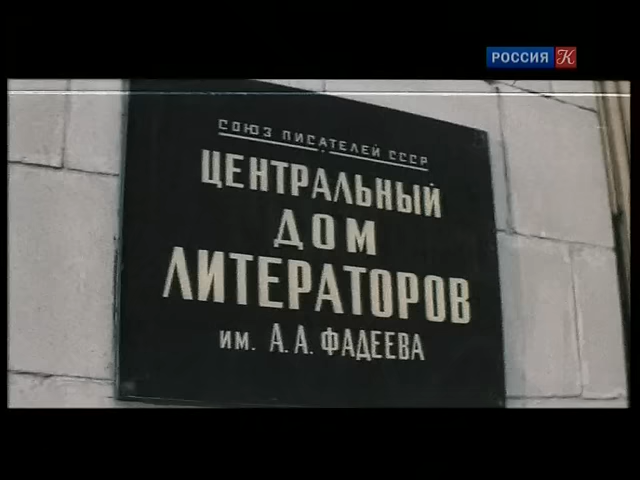 РОССИЯ К
СОЮЗ ПИСАТЕЛЕЙ СССР
ЦЕНТРАЛЬНЫЙ
ДОМ
ЛИТЕРАТОРОВ
им. А. А. ФАДЕЕВА